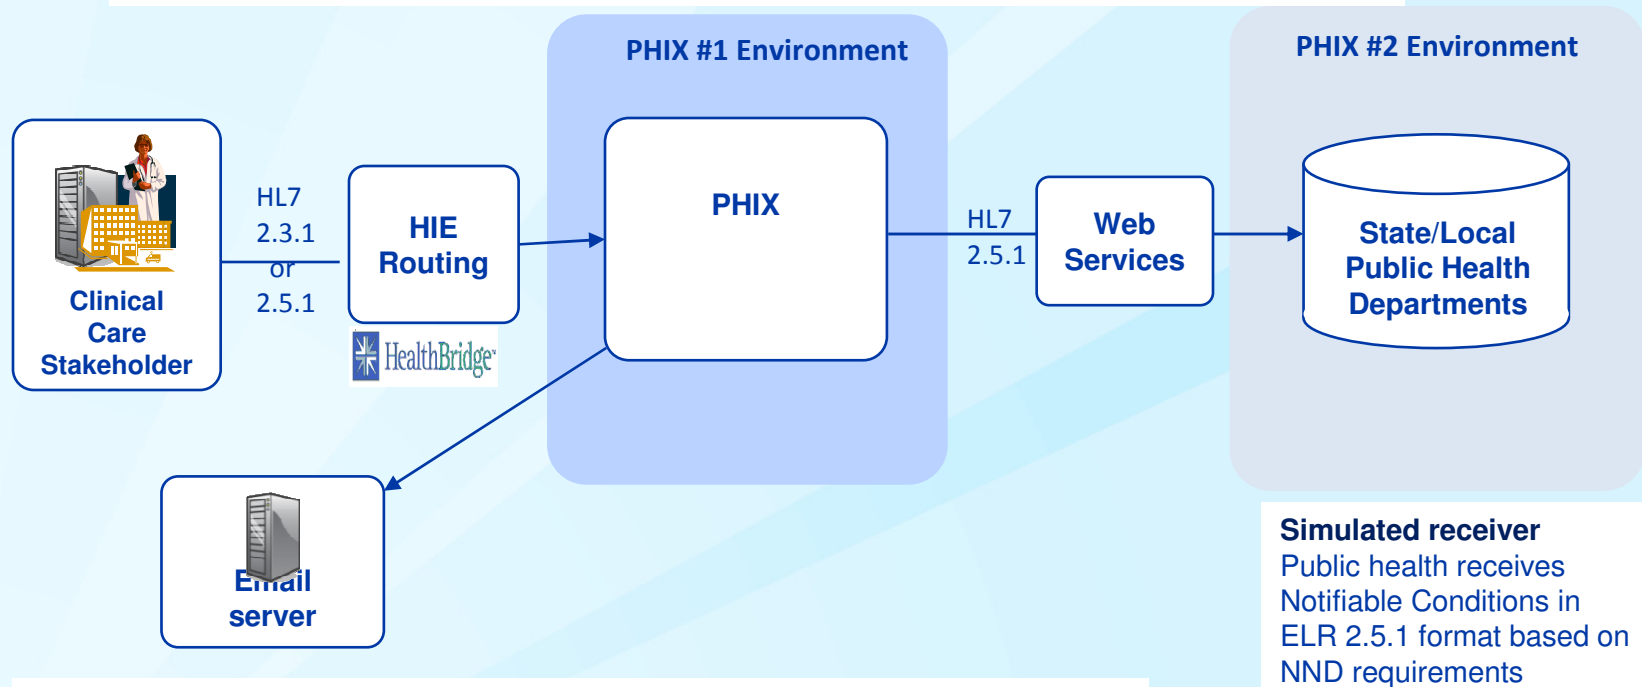 PHIX #1 Environment
PHIX #2 Environment
Clinical
Care
Stakeholder
HL7
2.3.1
or
2.5.1
HIE
Routing
HealthBridge
PHIX
HL7
2.5.1
Web
Services
State/Local
Public Health
Departments
Email
server
Simulated receiver
Public health receives
Notifiable Conditions in
ELR 2.5.1 format based on
NND requirements